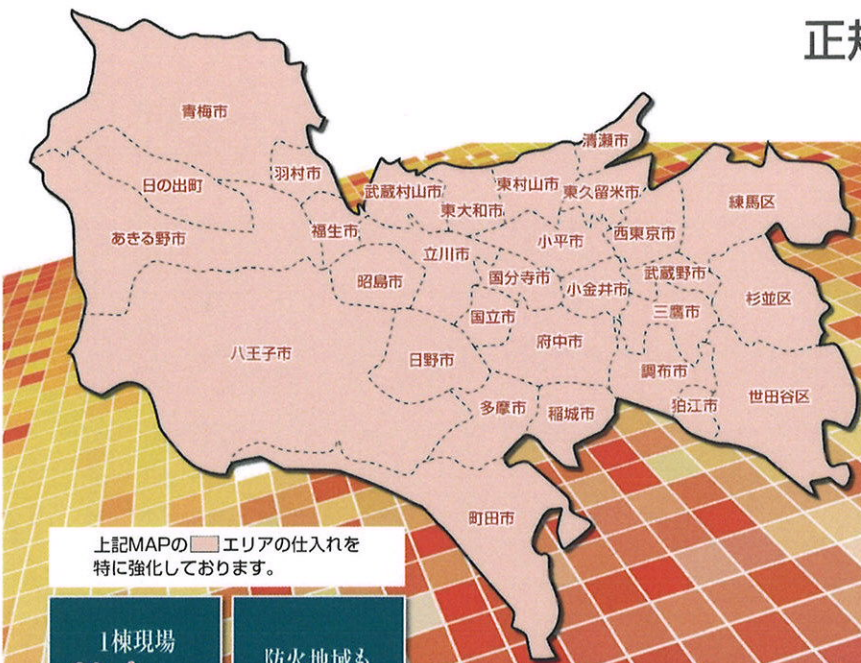 正規
青梅市
清瀬市
日の出町
羽村市
武蔵村山市
東村山市
東久留米市
練馬区
東大和市
あきる野市
福生市
立川市
小平市
西東京市
昭島市
国分寺市
小金井市
武蔵野市
杉並区
国立市
三鷹市
八王子市
日野市
府中市
調布市
世田谷区
多摩市
稲城市
狛江市
町田市
上記MAPの エリアの仕入れを
特に強化しております。
1棟現場
防火地域も